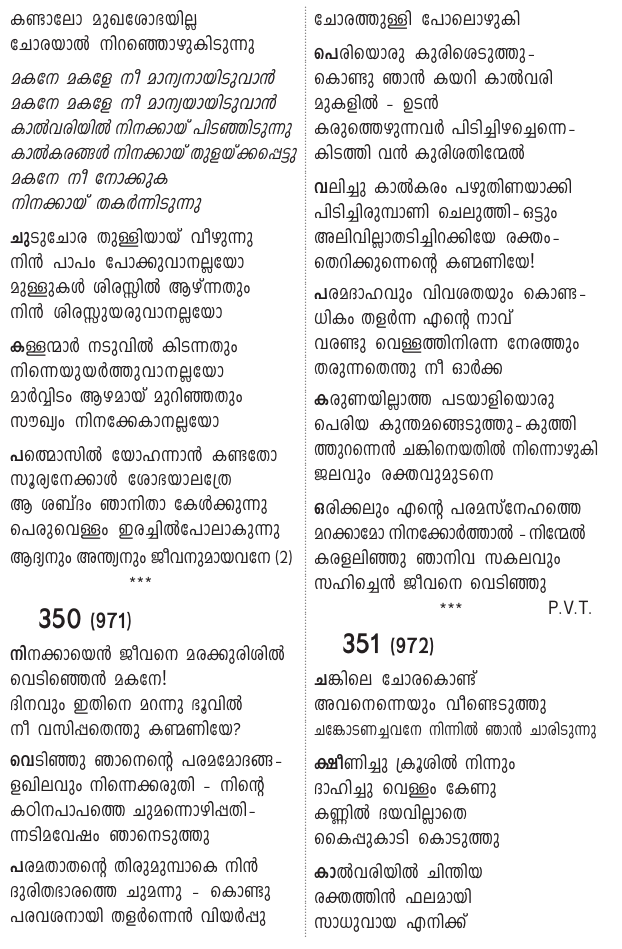 കണ്ടാലോ മുഖശോഭയില്ല
ചോരയാൽ നിറഞ്ഞൊഴുകിടുന്നു
മകനേ മകളേ നീ മാന്യനായിടുവാൻ
മകനേ മകളേ നീ മാന്യയായിടുവാൻ
കാൽവരിയിൽ നിനക്കായ് പിടഞ്ഞിടുന്നു
കാൽകരങ്ങൾ നിനക്കായ് തുളയ്ക്കപ്പെട്ടു
മകനേ നീ നോക്കുക
നിനക്കായ് തകർന്നിടുന്നു
ചുടുചോര തുള്ളിയായ് വീഴുന്നു
നിൻ പാപം പോക്കുവാനല്ലയോ
മുള്ളുകൾ ശിരസ്സിൽ ആഴ്ന്നതും
നിൻ ശിരസ്സുയരുവാനല്ലയോ
കള്ളന്മാർ നടുവിൽ കിടന്നതും
നിന്നെയുയർത്തുവാനല്ലയോ
മാർവ്വിടം ആഴമായ് മുറിഞ്ഞതും
സൗഖ്യം നിനക്കേകാനല്ലയോ
പത്മൊസിൽ യോഹന്നാൻ കണ്ടതോ
സൂര്യനേക്കാൾ ശോഭയാലത്രേ
ആ ശബ്ദം ഞാനിതാ കേൾക്കുന്നു
പെരുവെള്ളം ഇരച്ചിൽപോലാകുന്നു
ആദ്യനും അന്ത്യനും ജീവനുമായവനേ (2)
***
350 (971)
നിനക്കായെൻ ജീവനെ മരക്കുരിശിൽ
വെടിഞ്ഞെൻ മകനേ!
ദിനവും ഇതിനെ മറന്നു ഭൂവിൽ
നീ വസിപ്പതെന്തു കണ്മണിയേ?
വെടിഞ്ഞു ഞാനെന്റെ പരമമോദങ്ങ-
ളഖിലവും നിന്നെക്കരുതി - നിന്റെ
കഠിനപാപത്തെ ചുമന്നൊഴിപ്പതി-
ന്നടിമവേഷം ഞാനെടുത്തു
പരമതാതന്റെ തിരുമുമ്പാകെ നിൻ
ദുരിതഭാരത്തെ ചുമന്നു - കൊണ്ടു
പരവശനായി തളർന്നെൻ വിയർപ്പു
ചോരത്തുള്ളി പോലൊഴുകി
പെരിയൊരു കുരിശെടുത്തു-
കൊണ്ടു ഞാൻ കയറി കാൽവരി
മുകളിൽ - ഉടൻ
കരുത്തെഴുന്നവർ പിടിച്ചിഴച്ചെന്നെ-
കിടത്തി വൻ കുരിശതിന്മേൽ
വലിച്ചു കാൽകരം പഴുതിണയാക്കി
പിടിച്ചിരുമ്പാണി ചെലുത്തി-ഒട്ടും
അലിവില്ലാതടിച്ചിറക്കിയേ രക്തം-
തെറിക്കുന്നെന്റെ കണ്മണിയേ!
പരമദാഹവും വിവശതയും കൊണ്ട-
ധികം തളർന്ന എന്റെ നാവ്
വരണ്ടു വെള്ളത്തിനിരന്ന നേരത്തും
തരുന്നതെന്തു നീ ഓർക്ക
കരുണയില്ലാത്ത പടയാളിയൊരു
പെരിയ കുന്തമങ്ങെടുത്തു-കുത്തി
ത്തുറന്നെൻ ചങ്കിനെയതിൽ നിന്നൊഴുകി
ജലവും രക്തവുമുടനെ
ഒരിക്കലും എന്റെ പരമസ്നേഹത്തെ
മറക്കാമോ നിനക്കോർത്താൽ - നിന്മേൽ
കരളലിഞ്ഞു ഞാനിവ സകലവും
സഹിച്ചെൻ ജീവനെ വെടിഞ്ഞു
*** P.V.T.
351 (972)
ചങ്കിലെ ചോരകൊണ്ട്
അവനെന്നെയും വീണ്ടെടുത്തു
ചങ്കോടണച്ചവനേ നിന്നിൽ ഞാൻ ചാരിടുന്നു
ക്ഷീണിച്ചു ക്രൂശിൽ നിന്നും
ദാഹിച്ചു വെള്ളം കേണു
കണ്ണിൽ ദയവില്ലാതെ
കൈപ്പുകാടി കൊടുത്തു
കാൽവരിയിൽ ചിന്തിയ
രക്തത്തിൻ ഫലമായി
സാധുവായ എനിക്ക്